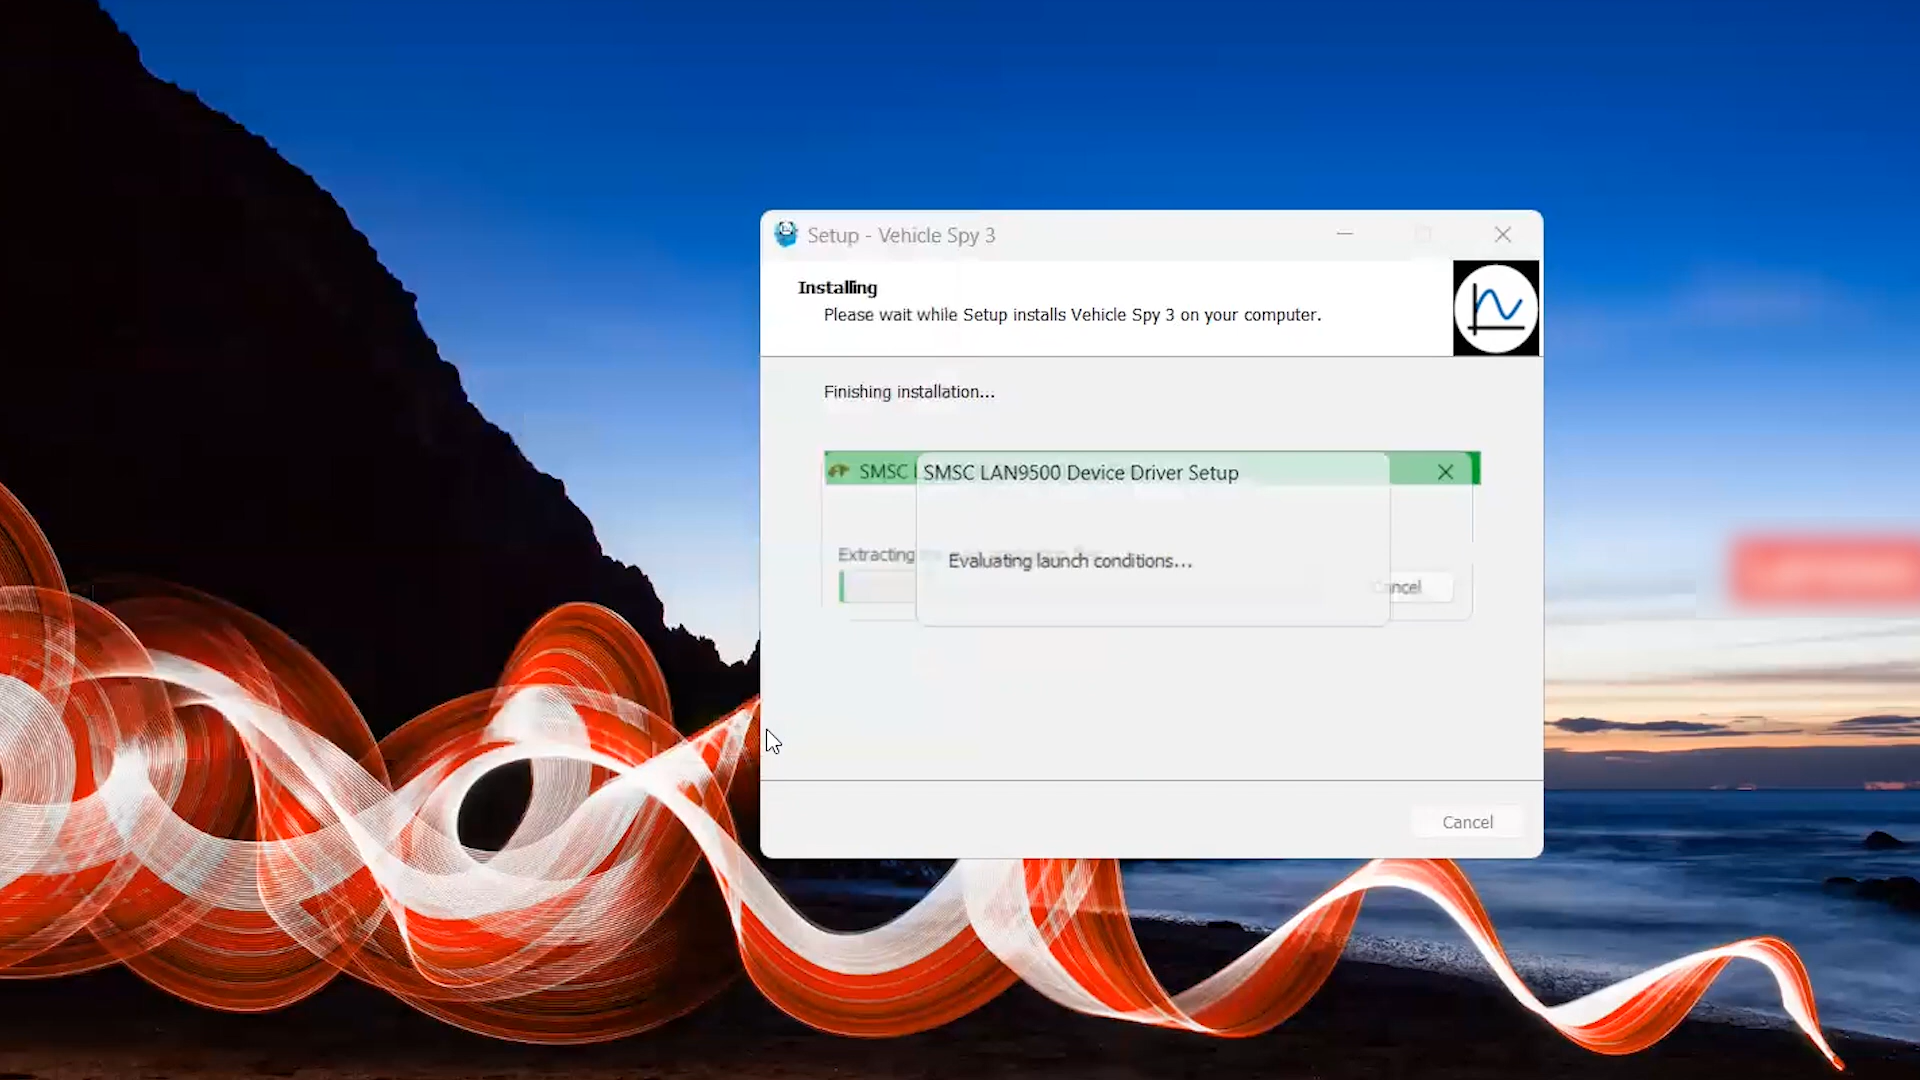 Setup - Vehicle Spy 3
Installing
Please wait while Setup installs Vehicle Spy 3 on your computer.
Finishing installation...
SMSC
SMSC LAN9500 Device Driver Setup
Extracting
Evaluating launch conditions...
Cancel
Cancel